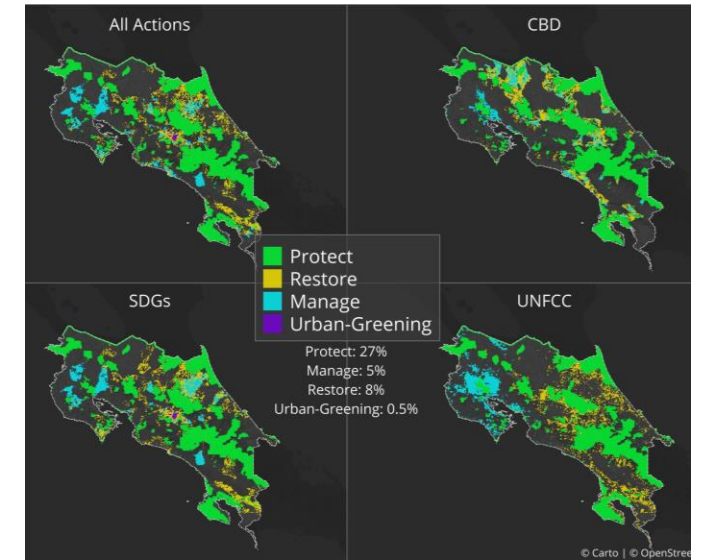 All Actions
CBD
Protect
Restore
Manage
Urban-Greening
SDGs
UNFCC
Protect: 27%
Manage: 5%
Restore: 8%
Urban-Greening: 0.5%
© Carto | © OpenStree